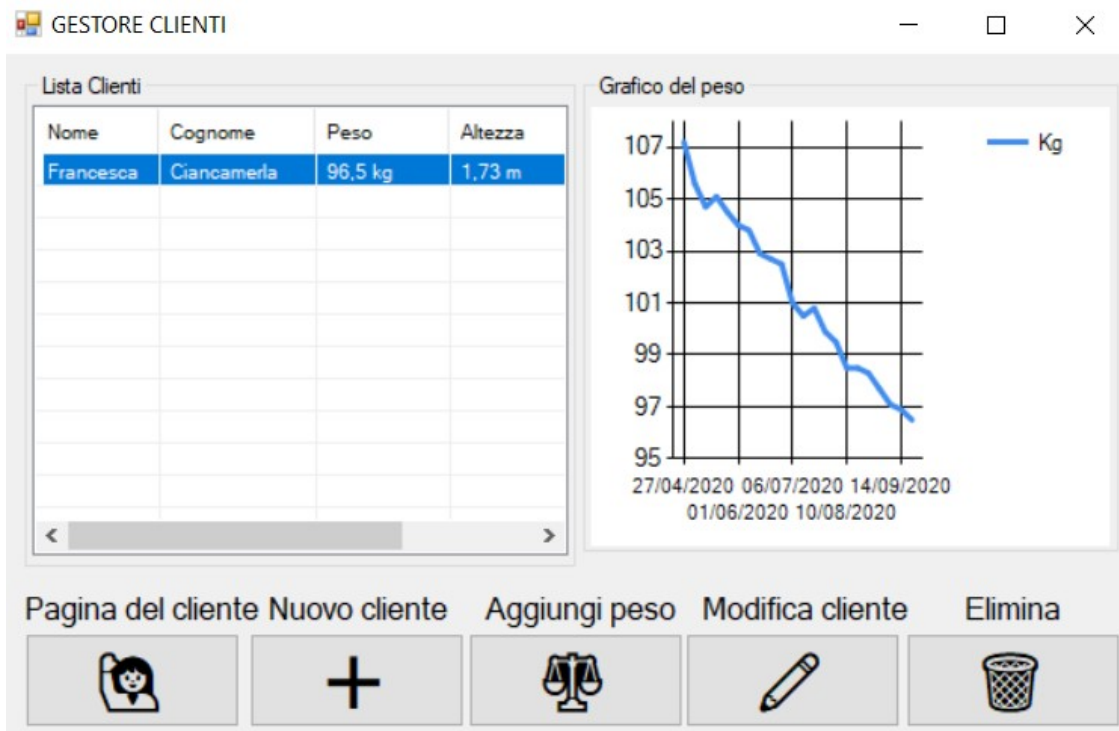 GESTORE CLIENTI
Lista Clienti
Nome Cognome Peso Altezza
Francesca Ciancamerla 96,5 kg 1,73 m
Grafico del peso
107
105
103
101
99
97
95
Kg
27/04/2020 06/07/2020 14/09/2020
01/06/2020 10/08/2020
Pagina del cliente Nuovo cliente Aggiungi peso Modifica cliente Elimina